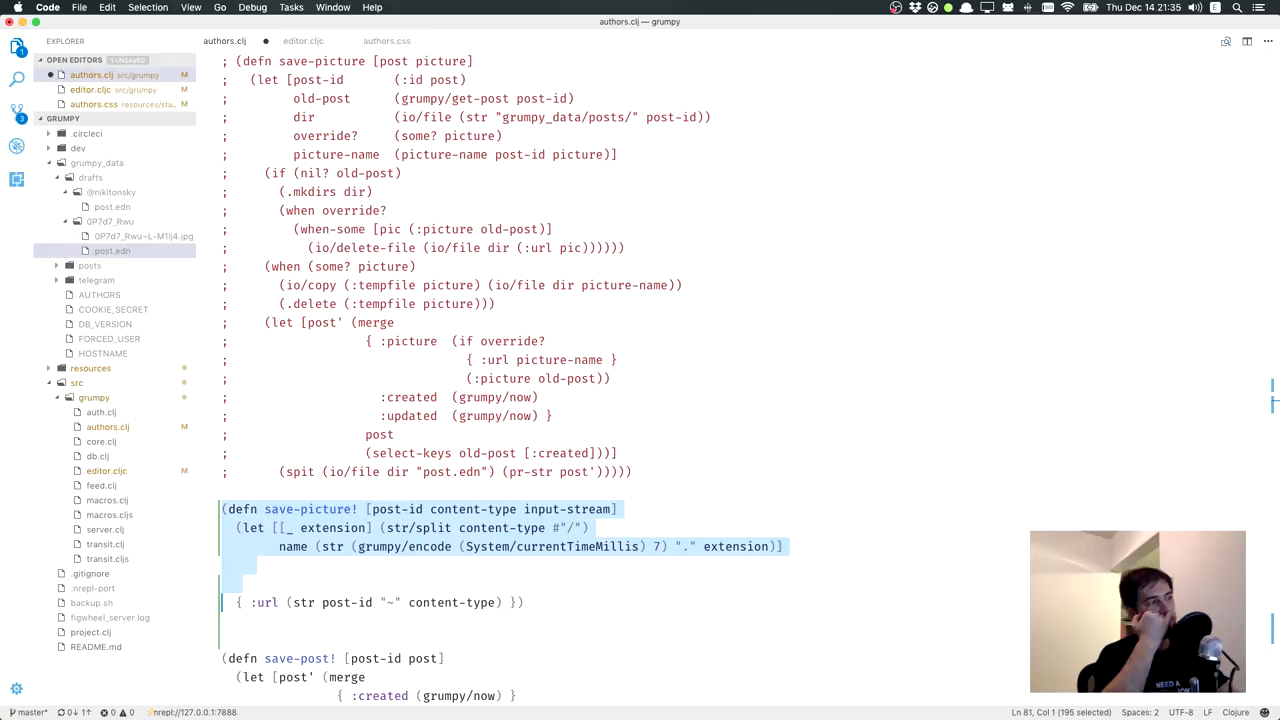 Code File Edit Selection View Go Debug Tasks Window Help
Thu Dec 14 21:35
authors.clj — grumpy
EXPLORER
authors.clj
editor.cljc
authors.css
OPEN EDITORS 1 UNSAVED
authors.clj src/grumpy M
editor.cljc src/grumpy M
authors.css resources/sta... M
GRUMPY
.circleci
dev
grumpy_data
drafts
@nikitonsky
post.edn
0P7d7_Rwu
0P7d7_Rwu~L-M1lj4.jpg
post.edn
posts
telegram
AUTHORS
COOKIE_SECRET
DB_VERSION
FORCED_USER
HOSTNAME
resources
src
grumpy
auth.clj
authors.clj M
core.clj
db.clj
editor.cljc M
feed.clj
macros.clj
macros.cljs
server.clj
transit.clj
transit.cljs
.gitignore
.nrepl-port
backup.sh
figwheel_server.log
project.clj
README.md
; (defn save-picture [post picture]
;   (let [post-id       (:id post)
;         old-post      (grumpy/get-post post-id)
;         dir           (io/file (str "grumpy_data/posts/" post-id))
;         override?     (some? picture)
;         picture-name  (picture-name post-id picture)]
;     (if (nil? old-post)
;       (.mkdirs dir)
;       (when override?
;         (when-some [pic (:picture old-post)]
;           (io/delete-file (io/file dir (:url pic))))))
;     (when (some? picture)
;       (io/copy (:tempfile picture) (io/file dir picture-name))
;       (.delete (:tempfile picture)))
;     (let [post' (merge
;                   { :picture  (if override?
;                                 { :url picture-name }
;                                 (:picture old-post))
;                     :created  (grumpy/now)
;                     :updated  (grumpy/now) }
;                   post
;                   (select-keys old-post [:created]))]
;       (spit (io/file dir "post.edn") (pr-str post')))))
(defn save-picture! [post-id content-type input-stream]
  (let [[_ extension] (str/split content-type #"/")
        name (str (grumpy/encode (System/currentTimeMillis) 7) "." extension)]
  { :url (str post-id "~" content-type) })
(defn save-post! [post-id post]
  (let [post' (merge
                { :created (grumpy/now) }
NEED A
master* 0↓ 1↑ 0 0 nrepl://127.0.0.1:7888
Ln 81, Col 1 (195 selected) Spaces: 2 UTF-8 LF Clojure